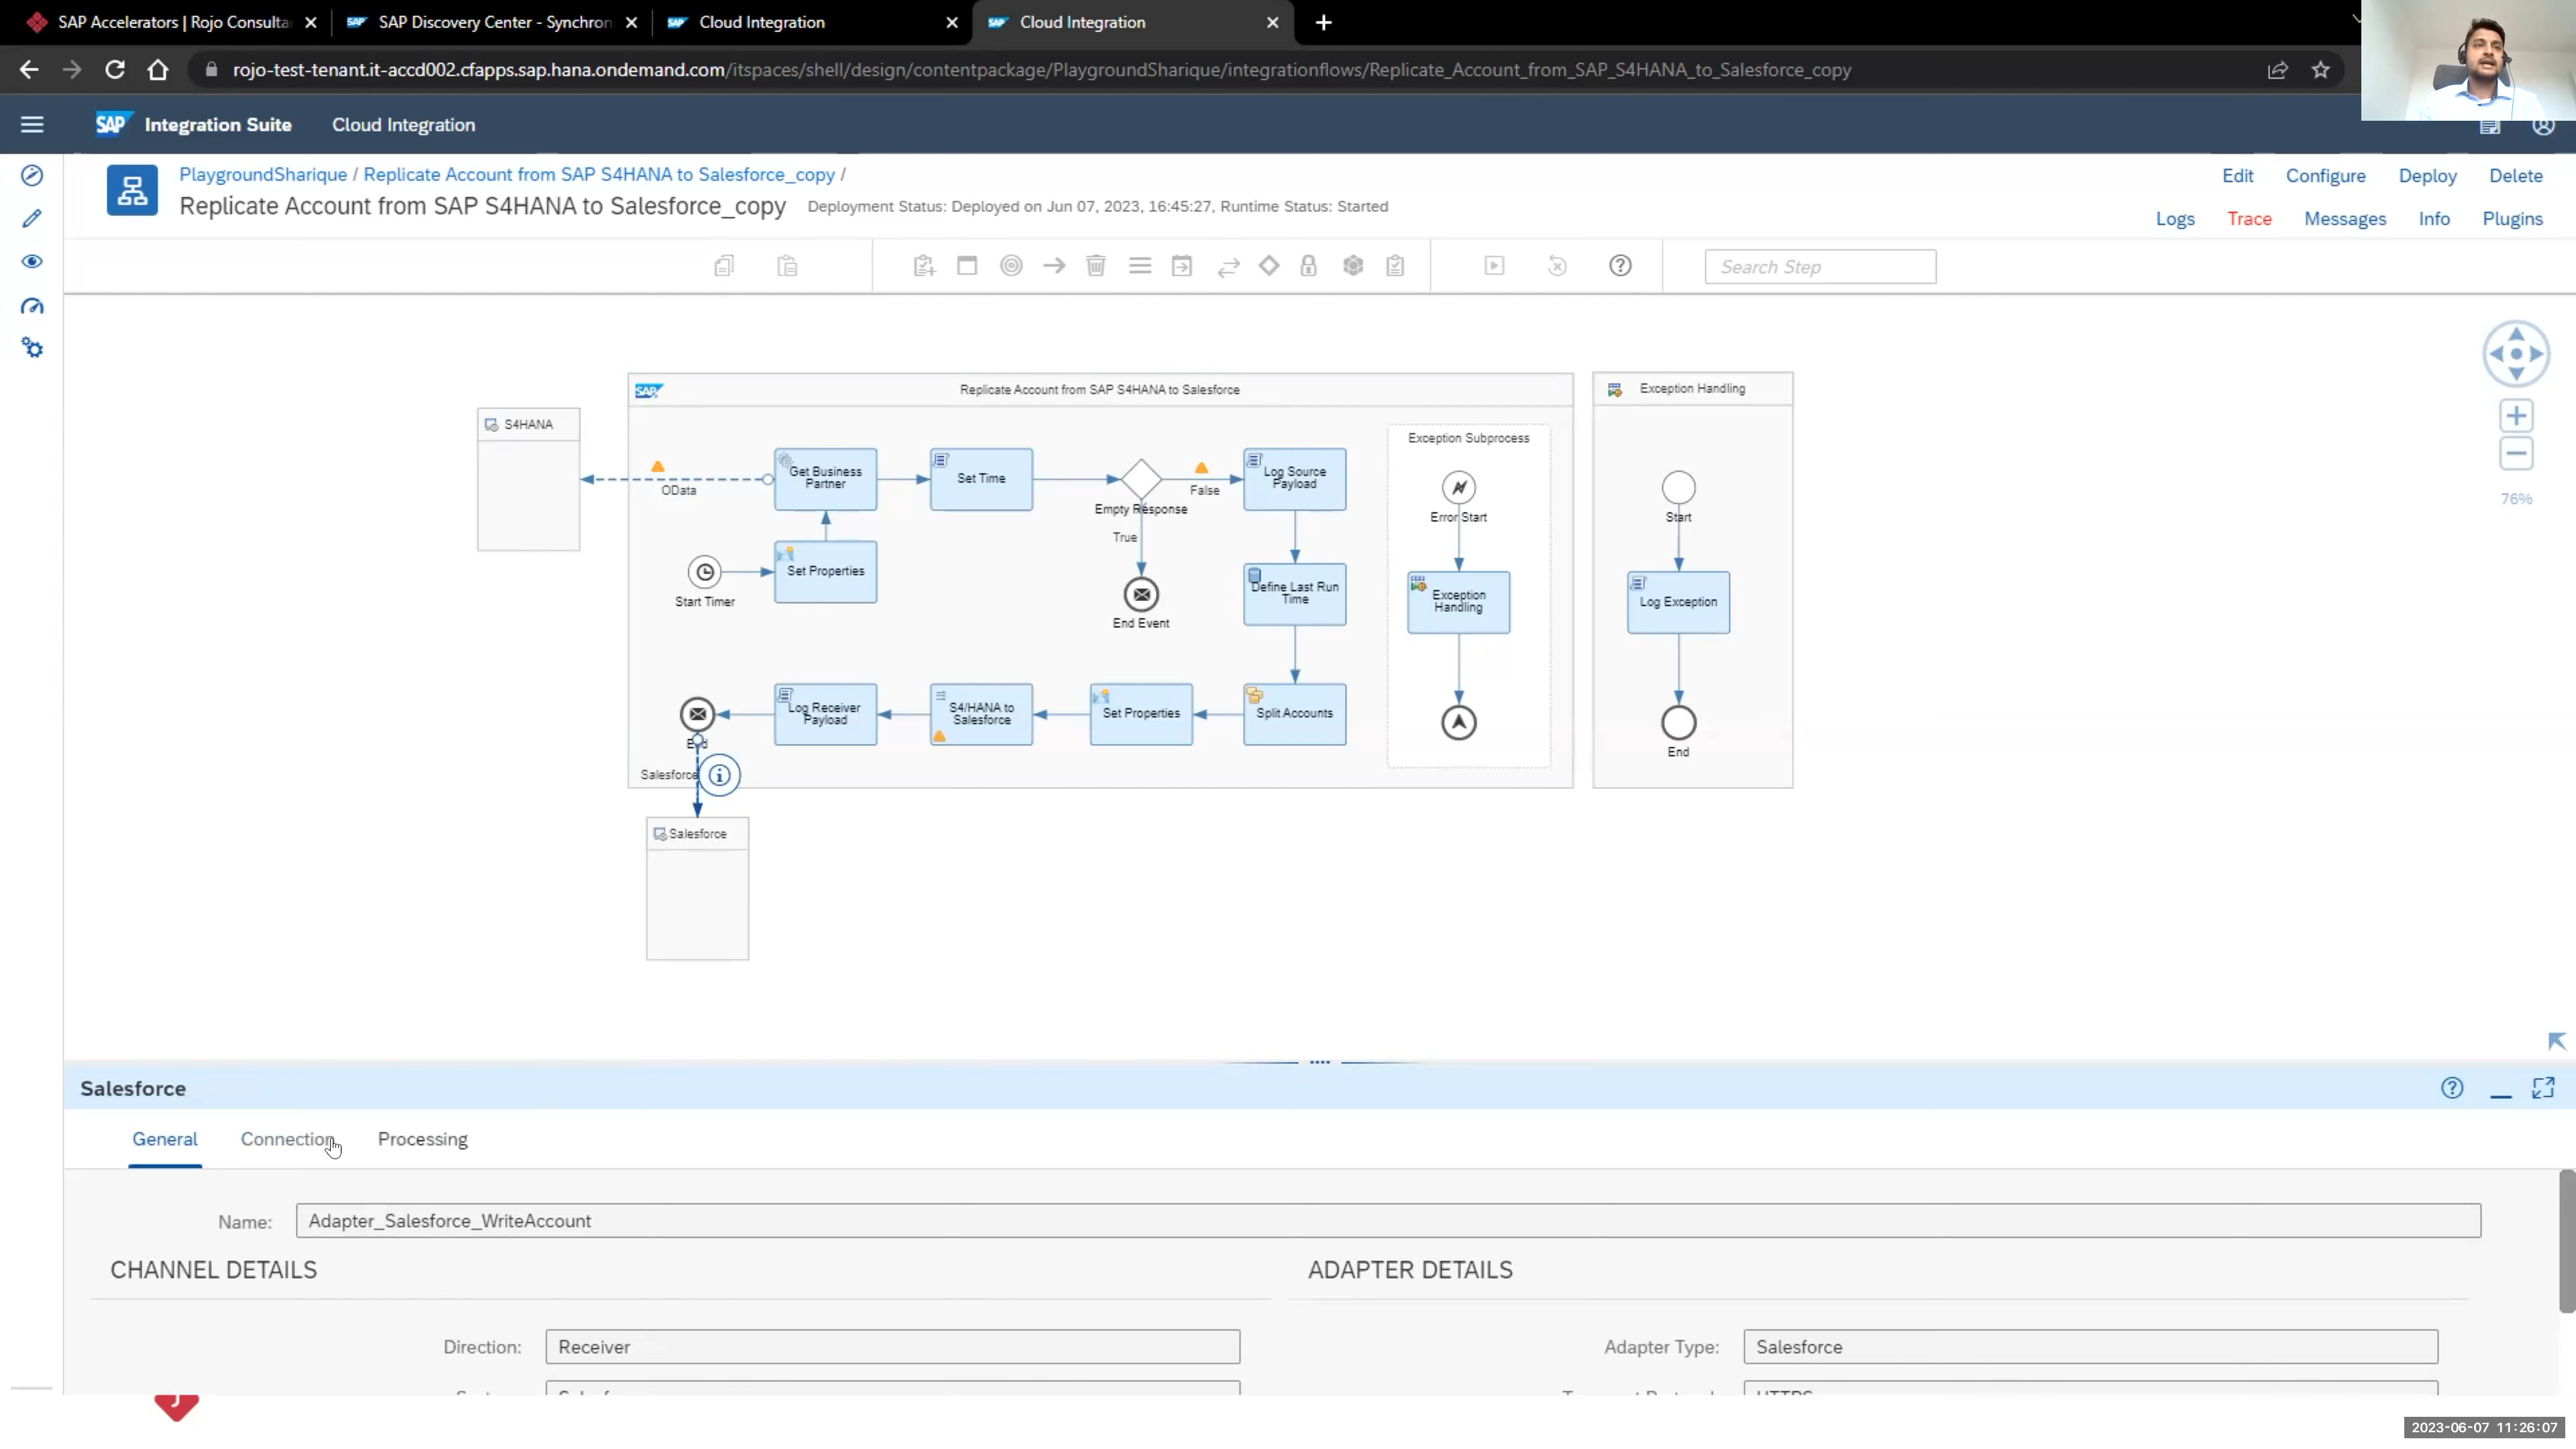 SAP Accelerators | Rojo Consulta
SAP Discovery Center - Synchron
Cloud Integration
Cloud Integration
rojo-test-tenant.it-accd002.cfapps.sap.hana.ondemand.com/itspaces/shell/design/contentpackage/PlaygroundSharique/integrationflows/Replicate_Account_from_SAP_S4HANA_to_Salesforce_copy
SAP Integration Suite Cloud Integration
PlaygroundSharique / Replicate Account from SAP S4HANA to Salesforce_copy /
Edit Configure Deploy Delete
Replicate Account from SAP S4HANA to Salesforce_copy Deployment Status: Deployed on Jun 07, 2023, 16:45:27, Runtime Status: Started
Logs Trace Messages Info Plugins
Search Step
SAP Replicate Account from SAP S4HANA to Salesforce
Exception Handling
S4HANA
Exception Subprocess
OData
Get Business
Partner
Set Time
Empty Response
False
True
Log Source
Payload
Error Start
Start
76%
Start Timer
Set Properties
End Event
Define Last Run
Time
Exception
Handling
Log Exception
End
Log Receiver
Payload
S4/HANA to
Salesforce
Set Properties
Split Accounts
End
Salesforce
Salesforce
Salesforce
General Connection Processing
Name: Adapter_Salesforce_WriteAccount
CHANNEL DETAILS
ADAPTER DETAILS
Direction: Receiver
Adapter Type: Salesforce
2023-06-07 11:26:07